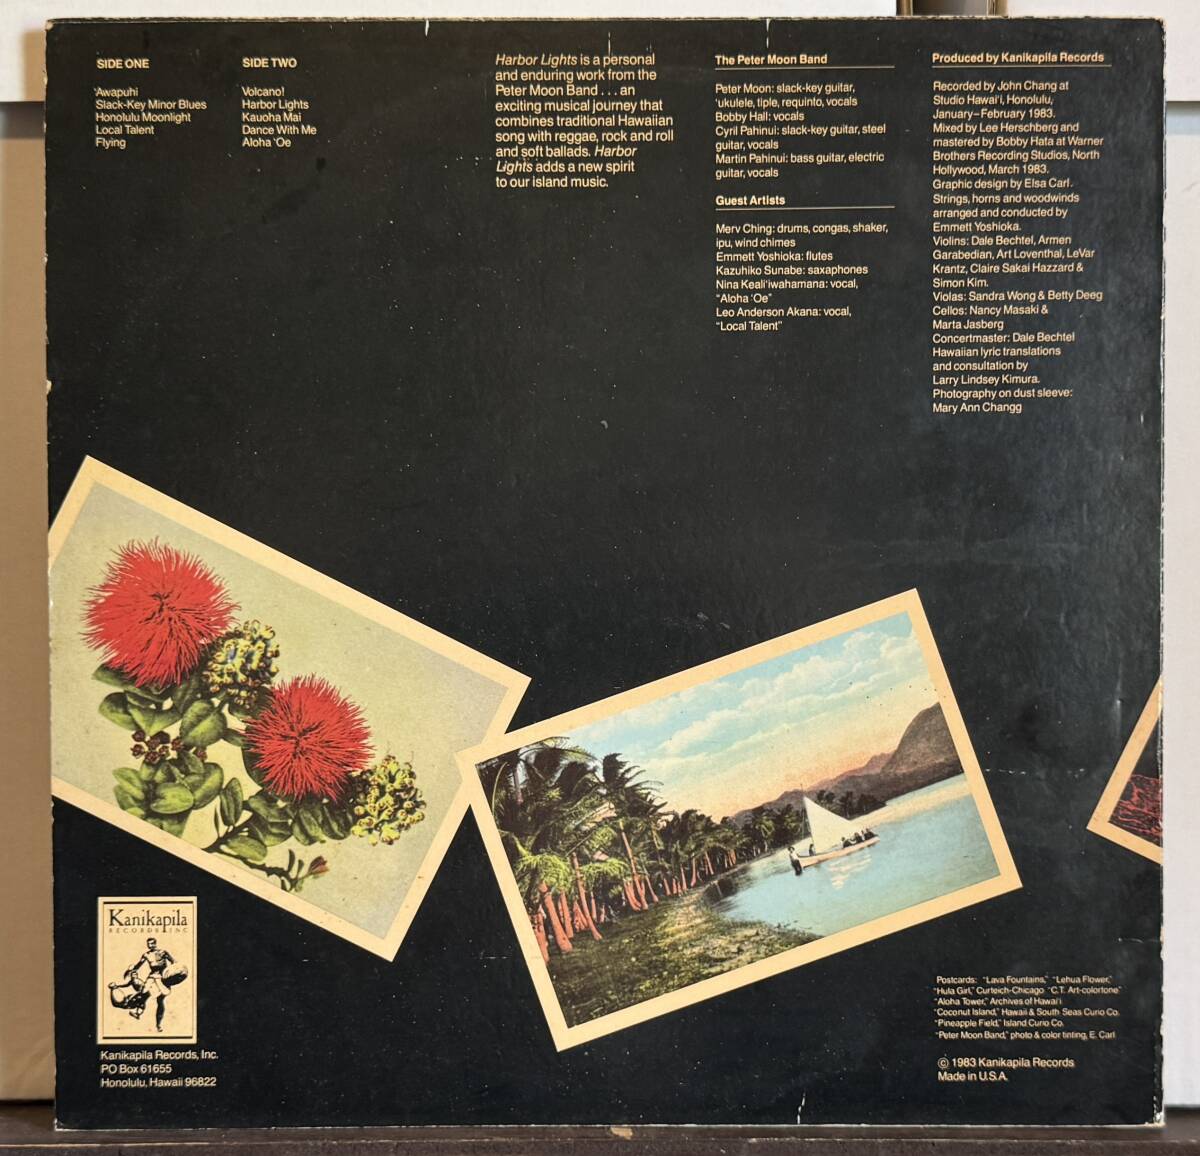 SIDE ONE
'Awapuhi
Slack-Key Minor Blues
Honolulu Moonlight
Local Talent
Flying
SIDE TWO
Volcano!
Harbor Lights
Kauoha Mai
Dance With Me
Aloha 'Oe
Harbor Lights is a personal
and enduring work from the
Peter Moon Band . . . an
exciting musical journey that
combines traditional Hawaiian
song with reggae, rock and roll
and soft ballads. Harbor
Lights adds a new spirit
to our island music.
The Peter Moon Band
Peter Moon: slack-key guitar,
'ukulele, tiple, requinto, vocals
Bobby Hall: vocals
Cyril Pahinui: slack-key guitar, steel
guitar, vocals
Martin Pahinui: bass guitar, electric
guitar, vocals
Guest Artists
Merv Ching: drums, congas, shaker,
ipu, wind chimes
Emmett Yoshioka: flutes
Kazuhiko Sunabe: saxaphones
Nina Keali'iwahamana: vocal,
"Aloha 'Oe"
Leo Anderson Akana: vocal,
"Local Talent"
Produced by Kanikapila Records
Recorded by John Chang at
Studio Hawai'i, Honolulu,
January–February 1983.
Mixed by Lee Herschberg and
mastered by Bobby Hata at Warner
Brothers Recording Studios, North
Hollywood, March 1983.
Graphic design by Elsa Carl.
Strings, horns and woodwinds
arranged and conducted by
Emmett Yoshioka.
Violins: Dale Bechtel, Armen
Garabedian, Art Loventhal, LeVar
Krantz, Claire Sakai Hazzard &
Simon Kim.
Violas: Sandra Wong & Betty Deeg
Cellos: Nancy Masaki &
Marta Jasberg
Concertmaster: Dale Bechtel
Hawaiian lyric translations
and consultation by
Larry Lindsey Kimura.
Photography on dust sleeve:
Mary Ann Changg
Kanikapila
RECORDS INC
Kanikapila Records, Inc.
PO Box 61655
Honolulu, Hawaii 96822
Postcards: "Lava Fountains," "Lehua Flower,"
"Hula Girl," Curteich-Chicago "C.T. Art-colortone"
"Aloha Tower," Archives of Hawai'i
"Coconut Island," Hawaii & South Seas Curio Co.
"Pineapple Field," Island Curio Co.
"Peter Moon Band," photo & color tinting, E. Carl
© 1983 Kanikapila Records
Made in U.S.A.